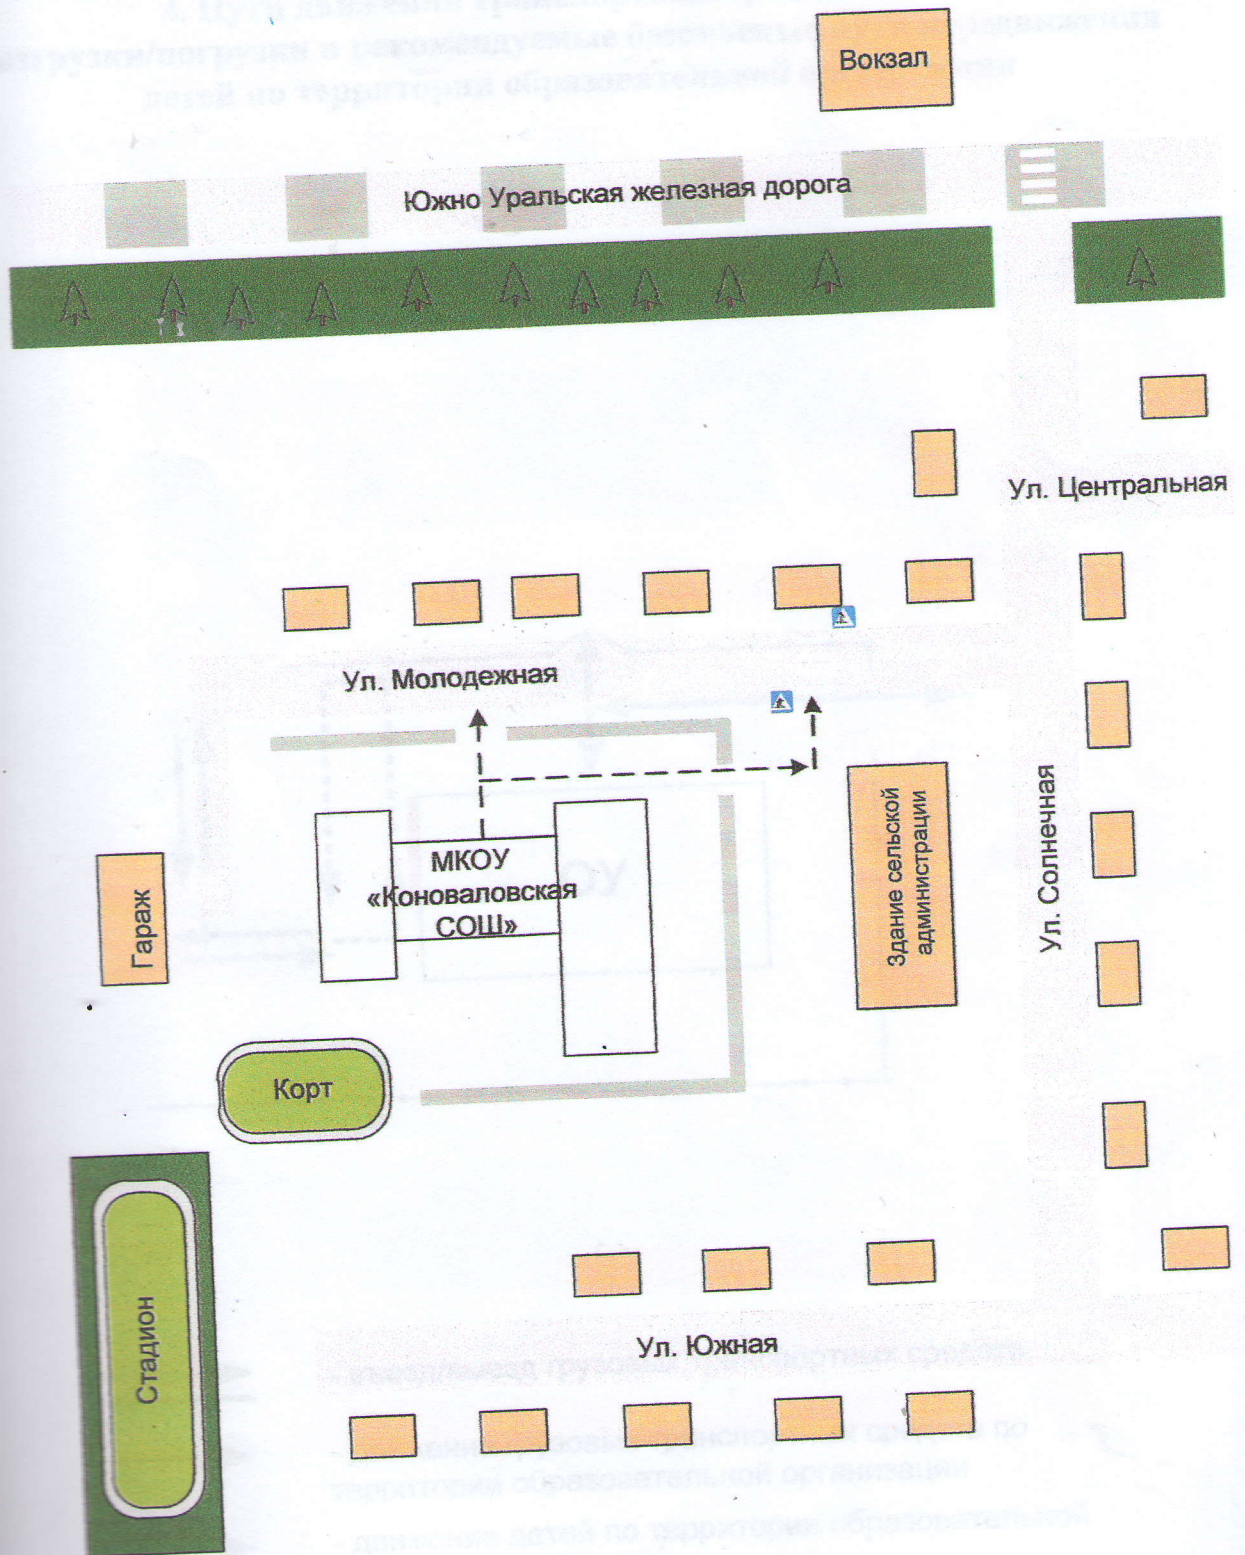 Вокзал
Южно Уральская железная дорога
Ул. Центральная
Ул. Молодежная
МКОУ
«Коноваловская
СОШ»
Здание сельской
администрации
Ул. Солнечная
Гараж
Корт
Стадион
Ул. Южная